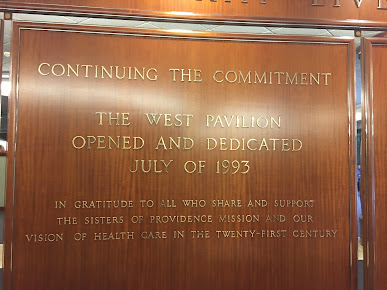 CONTINUING THE COMMITMENT
THE WEST PAVILION
OPENED AND DEDICATED
JULY OF 1993
IN GRATITUDE TO ALL WHO SHARE AND SUPPORT
THE SISTERS OF PROVIDENCE MISSION AND OUR
VISION OF HEALTH CARE IN THE TWENTY-FIRST CENTURY